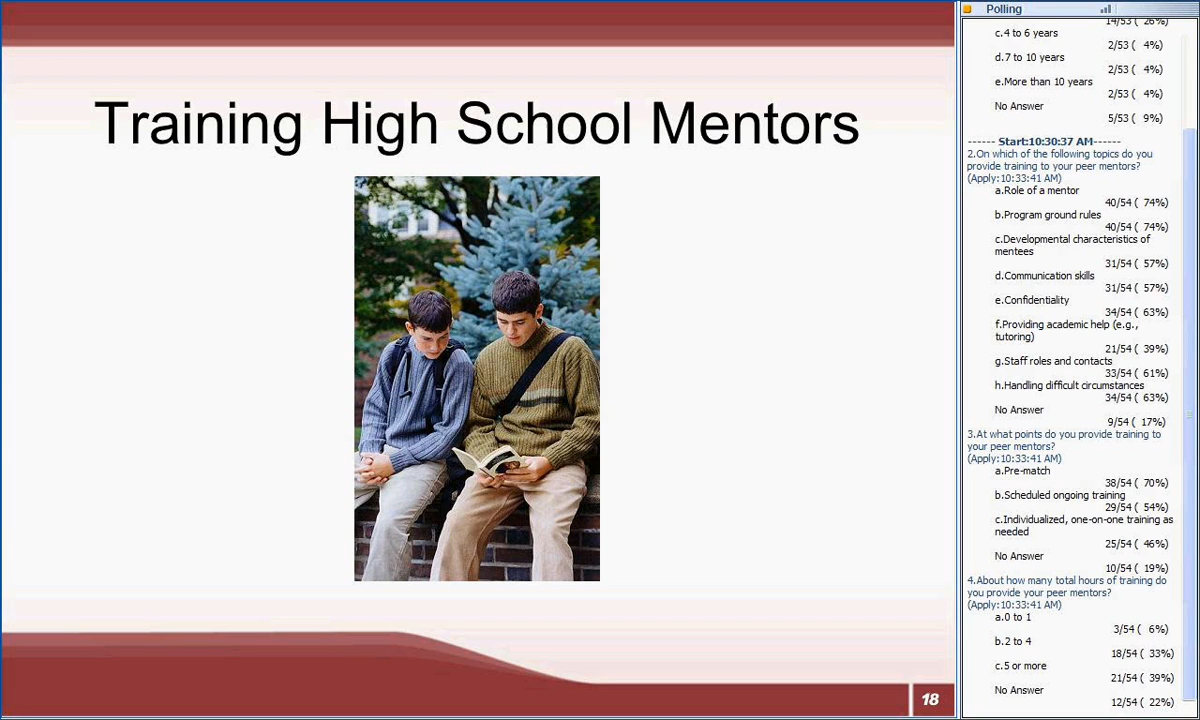 Training High School Mentors
18
Polling
14/53 ( 26%)
c.4 to 6 years
2/53 ( 4%)
d.7 to 10 years
2/53 ( 4%)
e.More than 10 years
2/53 ( 4%)
No Answer
5/53 ( 9%)
------ Start:10:30:37 AM------
2.On which of the following topics do you
provide training to your peer mentors?
(Apply:10:33:41 AM)
a.Role of a mentor
40/54 ( 74%)
b.Program ground rules
40/54 ( 74%)
c.Developmental characteristics of
mentees
31/54 ( 57%)
d.Communication skills
31/54 ( 57%)
e.Confidentiality
34/54 ( 63%)
f.Providing academic help (e.g.,
tutoring)
21/54 ( 39%)
g.Staff roles and contacts
33/54 ( 61%)
h.Handling difficult circumstances
34/54 ( 63%)
No Answer
9/54 ( 17%)
3.At what points do you provide training to
your peer mentors?
(Apply:10:33:41 AM)
a.Pre-match
38/54 ( 70%)
b.Scheduled ongoing training
29/54 ( 54%)
c.Individualized, one-on-one training as
needed
25/54 ( 46%)
No Answer
10/54 ( 19%)
4.About how many total hours of training do
you provide your peer mentors?
(Apply:10:33:41 AM)
a.0 to 1
3/54 ( 6%)
b.2 to 4
18/54 ( 33%)
c.5 or more
21/54 ( 39%)
No Answer
12/54 ( 22%)